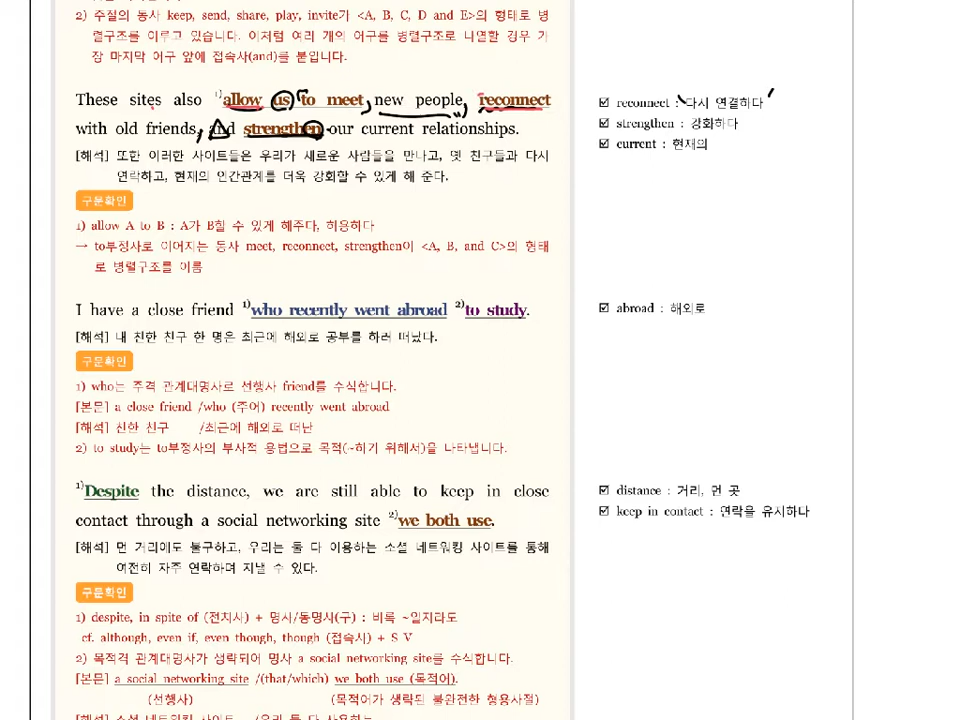 2) 주절의 동사 keep, send, share, play, invite가 <A, B, C, D and E>의 형태로 병
렬구조를 이루고 있습니다. 이처럼 여러 개의 어구를 병렬구조로 나열할 경우 가
장 마지막 어구 앞에 접속사(and)를 붙입니다.
These sites also 1)allow us to meet new people, reconnect
with old friends, and strengthen our current relationships.
[해석] 또한 이러한 사이트들은 우리가 새로운 사람들을 만나고, 옛 친구들과 다시
연락하고, 현재의 인간관계를 더욱 강화할 수 있게 해 준다.
구문확인
1) allow A to B : A가 B할 수 있게 해주다, 허용하다
→ to부정사로 이어지는 동사 meet, reconnect, strengthen이 <A, B, and C>의 형태
로 병렬구조를 이룸
I have a close friend 1)who recently went abroad 2)to study.
[해석] 내 친한 친구 한 명은 최근에 해외로 공부를 하러 떠났다.
구문확인
1) who는 주격 관계대명사로 선행사 friend를 수식합니다.
[본문] a close friend /who (주어) recently went abroad
[해석] 친한 친구 /최근에 해외로 떠난
2) to study는 to부정사의 부사적 용법으로 목적(~하기 위해서)을 나타냅니다.
1)Despite the distance, we are still able to keep in close
contact through a social networking site 2)we both use.
[해석] 먼 거리에도 불구하고, 우리는 둘 다 이용하는 소셜 네트워킹 사이트를 통해
여전히 자주 연락하며 지낼 수 있다.
구문확인
1) despite, in spite of (전치사) + 명사/동명사(구) : 비록 ~일지라도
cf. although, even if, even though, though (접속사) + S V
2) 목적격 관계대명사가 생략되어 명사 a social networking site를 수식합니다.
[본문] a social networking site /(that/which) we both use (목적어).
(선행사) (목적어가 생략된 불완전한 형용사절)
[해석] 소셜 네트워킹 사이트 /우리 둘 다 사용하는
☑ reconnect : 다시 연결하다
☑ strengthen : 강화하다
☑ current : 현재의
☑ abroad : 해외로
☑ distance : 거리, 먼 곳
☑ keep in contact : 연락을 유지하다